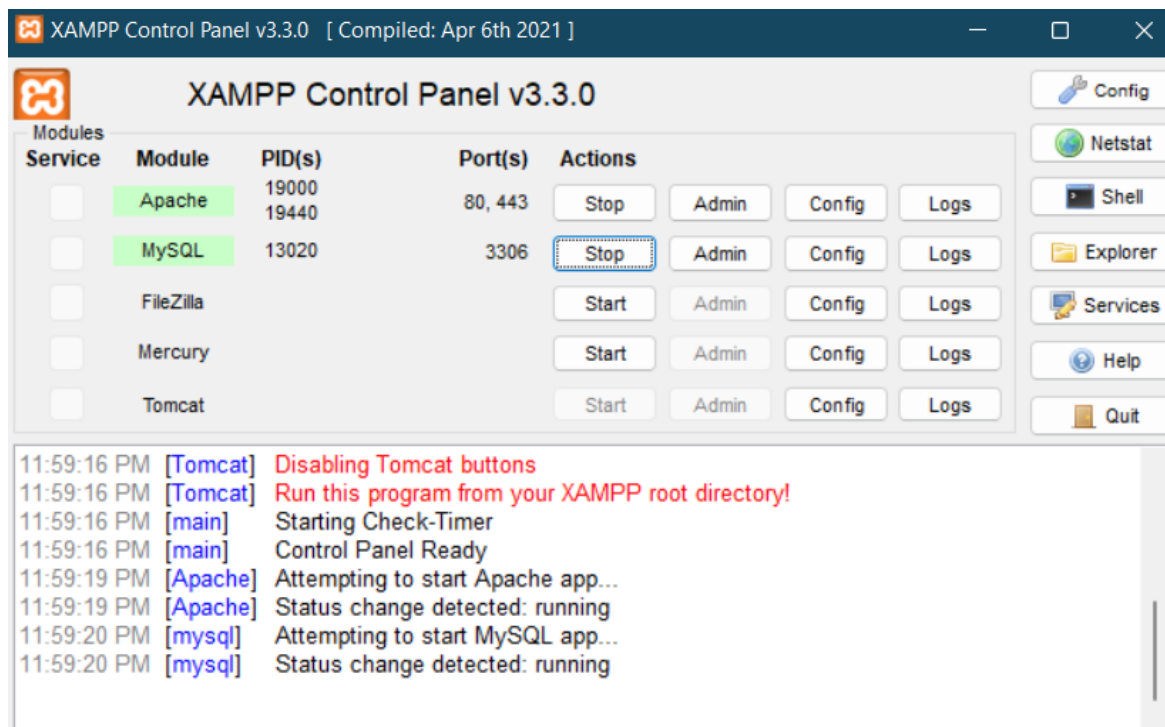 XAMPP Control Panel v3.3.0 [ Compiled: Apr 6th 2021 ]
XAMPP Control Panel v3.3.0
Modules
Service Module PID(s) Port(s) Actions
Apache 19000 19440 80, 443 Stop Admin Config Logs
MySQL 13020 3306 Stop Admin Config Logs
FileZilla Start Admin Config Logs
Mercury Start Admin Config Logs
Tomcat Start Admin Config Logs
Config
Netstat
Shell
Explorer
Services
Help
Quit
11:59:16 PM [Tomcat] Disabling Tomcat buttons
11:59:16 PM [Tomcat] Run this program from your XAMPP root directory!
11:59:16 PM [main] Starting Check-Timer
11:59:16 PM [main] Control Panel Ready
11:59:19 PM [Apache] Attempting to start Apache app...
11:59:19 PM [Apache] Status change detected: running
11:59:20 PM [mysql] Attempting to start MySQL app...
11:59:20 PM [mysql] Status change detected: running